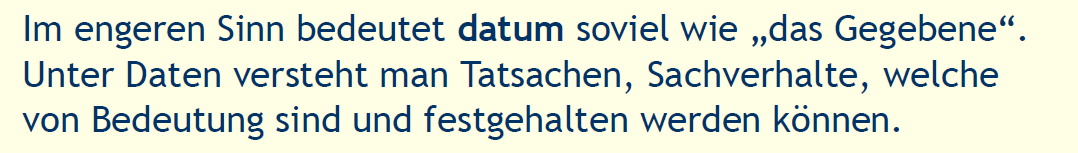 Im engeren Sinn bedeutet datum soviel wie „das Gegebene“.
Unter Daten versteht man Tatsachen, Sachverhalte, welche
von Bedeutung sind und festgehalten werden können.